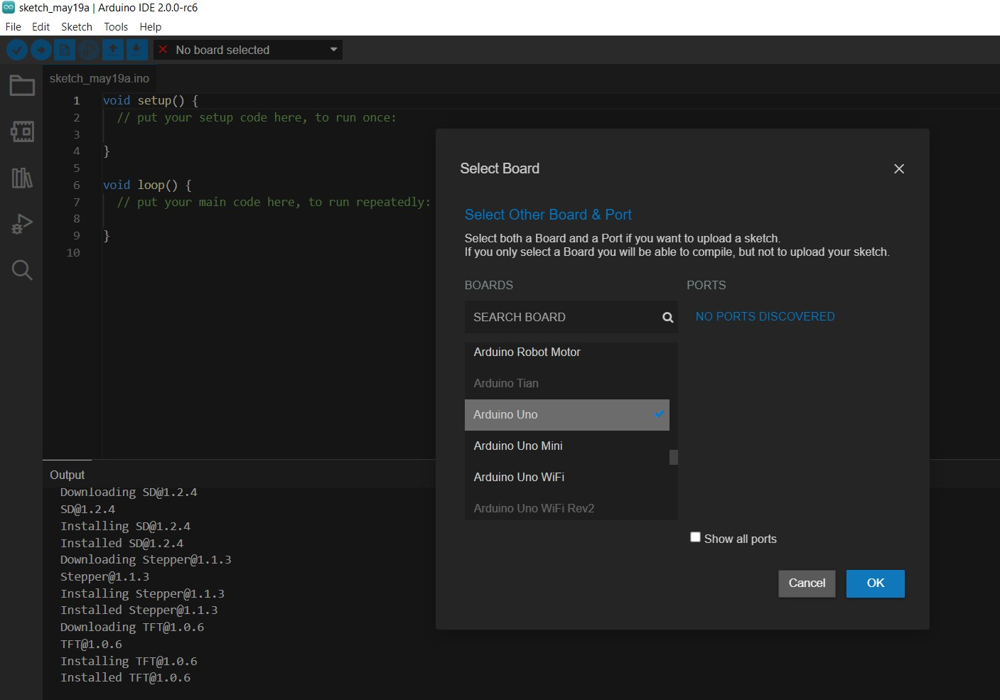 sketch_may19a | Arduino IDE 2.0.0-rc6
File Edit Sketch Tools Help
No board selected
sketch_may19a.ino
1 void setup() {
2 // put your setup code here, to run once:
3
4 }
5
6 void loop() {
7 // put your main code here, to run repeatedly:
8
9 }
10
Select Board
Select Other Board & Port
Select both a Board and a Port if you want to upload a sketch.
If you only select a Board you will be able to compile, but not to upload your sketch.
BOARDS
SEARCH BOARD
Arduino Robot Motor
Arduino Tian
Arduino Uno
Arduino Uno Mini
Arduino Uno WiFi
Arduino Uno WiFi Rev2
PORTS
NO PORTS DISCOVERED
Show all ports
Cancel
OK
Output
Downloading SD@1.2.4
SD@1.2.4
Installing SD@1.2.4
Installed SD@1.2.4
Downloading Stepper@1.1.3
Stepper@1.1.3
Installing Stepper@1.1.3
Installed Stepper@1.1.3
Downloading TFT@1.0.6
TFT@1.0.6
Installing TFT@1.0.6
Installed TFT@1.0.6